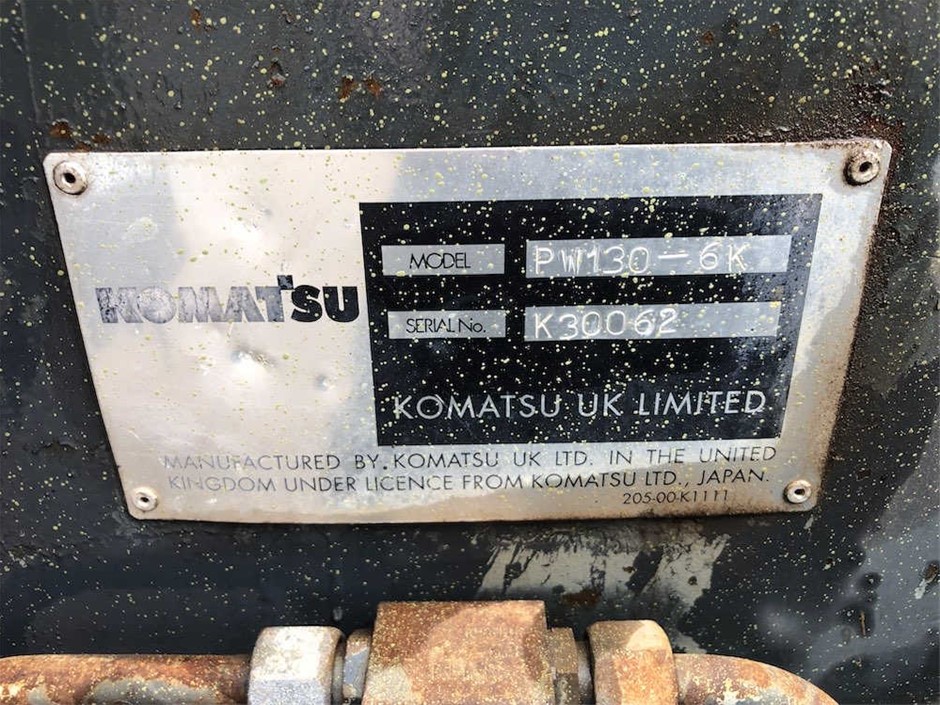 KOMATSU
MODEL PW130-6K
SERIAL No. K30062
KOMATSU UK LIMITED
MANUFACTURED BY. KOMATSU UK LTD. IN THE UNITED
KINGDOM UNDER LICENCE FROM KOMATSU LTD., JAPAN.
205-00-K1111